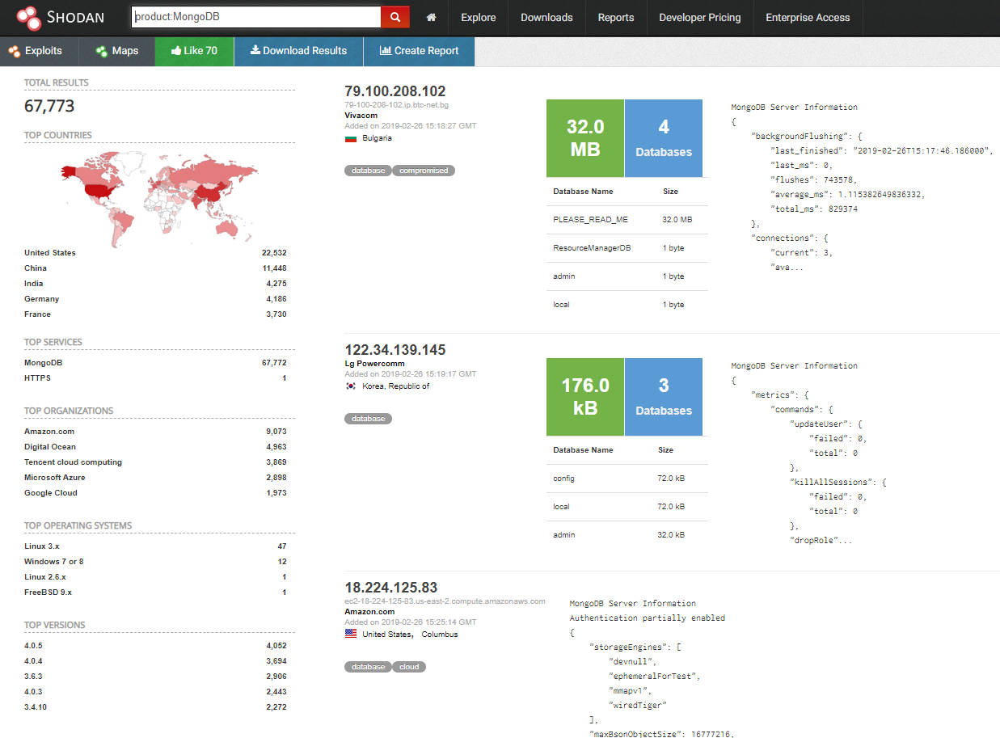 SHODAN
product:MongoDB
Explore
Downloads
Reports
Developer Pricing
Enterprise Access
Exploits
Maps
Like 70
Download Results
Create Report
TOTAL RESULTS
67,773
TOP COUNTRIES
United States 22,532
China 11,448
India 4,275
Germany 4,186
France 3,730
TOP SERVICES
MongoDB 67,772
HTTPS 1
TOP ORGANIZATIONS
Amazon.com 9,073
Digital Ocean 4,963
Tencent cloud computing 3,869
Microsoft Azure 2,898
Google Cloud 1,973
TOP OPERATING SYSTEMS
Linux 3.x 47
Windows 7 or 8 12
Linux 2.6.x 1
FreeBSD 9.x 1
TOP VERSIONS
4.0.5 4,052
4.0.4 3,694
3.6.3 2,906
4.0.3 2,443
3.4.10 2,272
79.100.208.102
79-100-208-102.ip.btc-net.bg
Vivacom
Added on 2019-02-26 15:18:27 GMT
Bulgaria
database compromised
32.0 MB
4 Databases
Database Name Size
PLEASE_READ_ME 32.0 MB
ResourceManagerDB 1 byte
admin 1 byte
local 1 byte
MongoDB Server Information
{
"backgroundFlushing": {
"last_finished": "2019-02-26T15:17:46.186000",
"last_ms": 0,
"flushes": 743578,
"average_ms": 1.115382649836332,
"total_ms": 829374
},
"connections": {
"current": 3,
"ava...
122.34.139.145
Lg Powercomm
Added on 2019-02-26 15:19:17 GMT
Korea, Republic of
database
176.0 kB
3 Databases
Database Name Size
config 72.0 kB
local 72.0 kB
admin 32.0 kB
MongoDB Server Information
{
"metrics": {
"commands": {
"updateUser": {
"failed": 0,
"total": 0
},
"killAllSessions": {
"failed": 0,
"total": 0
},
"dropRole"...
18.224.125.83
ec2-18-224-125-83.us-east-2.compute.amazonaws.com
Amazon.com
Added on 2019-02-26 15:25:14 GMT
United States, Columbus
database cloud
MongoDB Server Information
Authentication partially enabled
{
"storageEngines": [
"devnull",
"ephemeralForTest",
"mmapv1",
"wiredTiger"
],
"maxBsonObjectSize": 16777216,